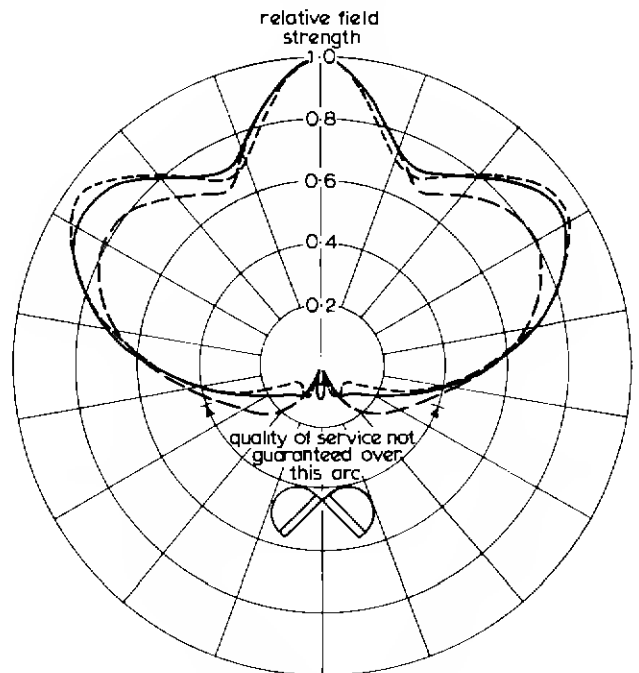 relative field
strength
1·0
0·8
0·6
0·4
0·2
quality of service not
guaranteed over
this arc